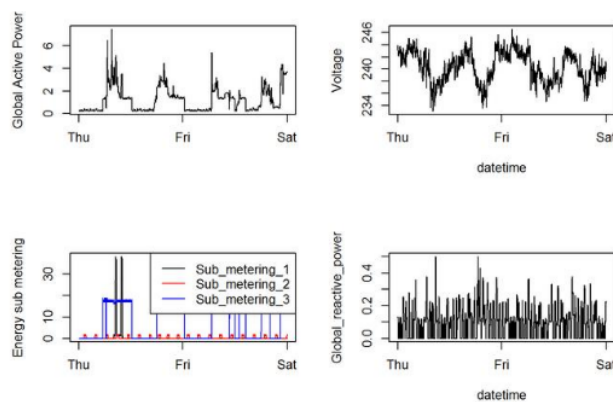 Global Active Power
6
4
2
0
Thu Fri Sat
Voltage
246
240
234
Thu Fri Sat
datetime
Energy sub metering
30
10
0
Sub_metering_1
Sub_metering_2
Sub_metering_3
Thu Fri Sat
Global_reactive_power
0.4
0.2
0.0
Thu Fri Sat
datetime